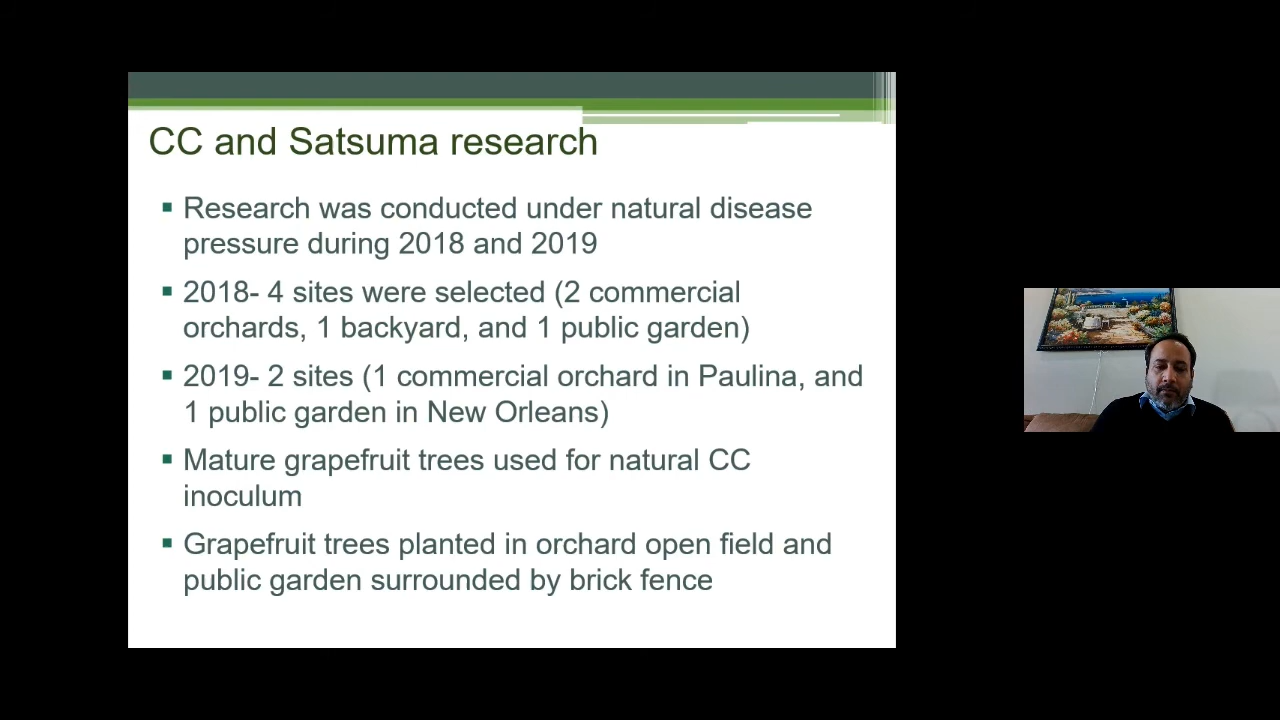 CC and Satsuma research
▪ Research was conducted under natural disease
pressure during 2018 and 2019
▪ 2018- 4 sites were selected (2 commercial
orchards, 1 backyard, and 1 public garden)
▪ 2019- 2 sites (1 commercial orchard in Paulina, and
1 public garden in New Orleans)
▪ Mature grapefruit trees used for natural CC
inoculum
▪ Grapefruit trees planted in orchard open field and
public garden surrounded by brick fence